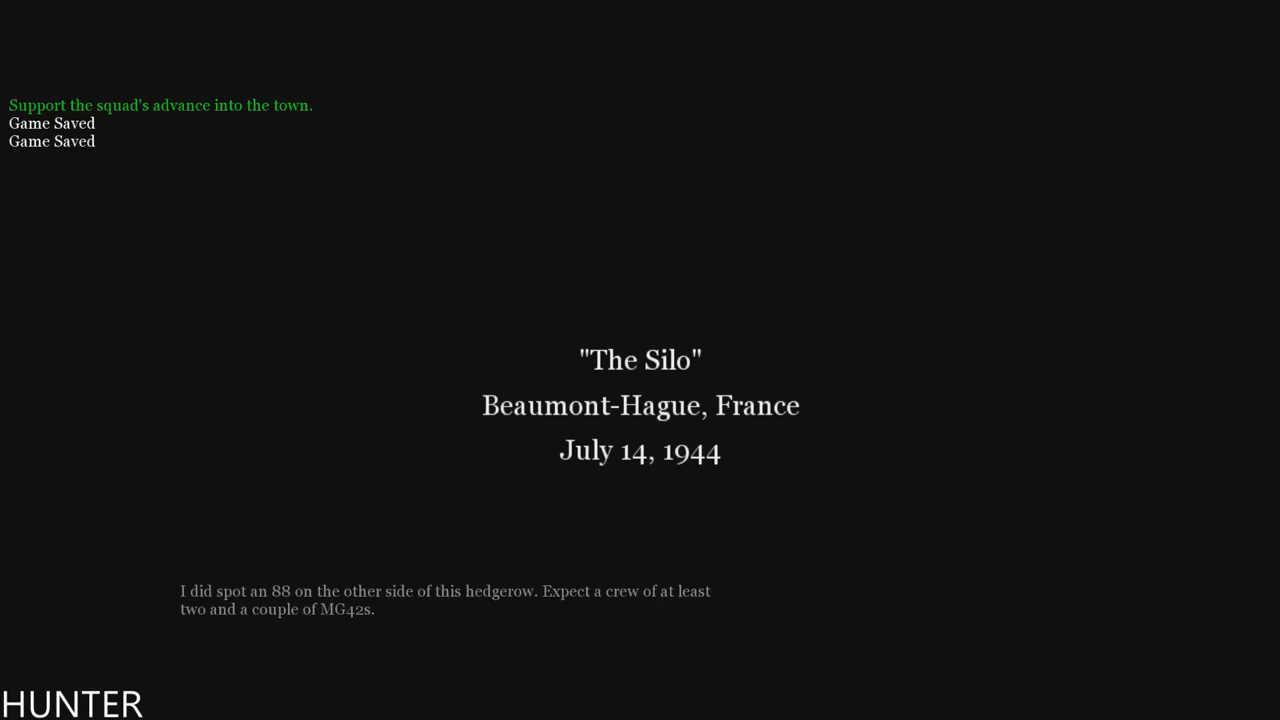 Support the squad's advance into the town.
Game Saved
Game Saved
"The Silo"
Beaumont-Hague, France
July 14, 1944
I did spot an 88 on the other side of this hedgerow. Expect a crew of at least
two and a couple of MG42s.
HUNTER